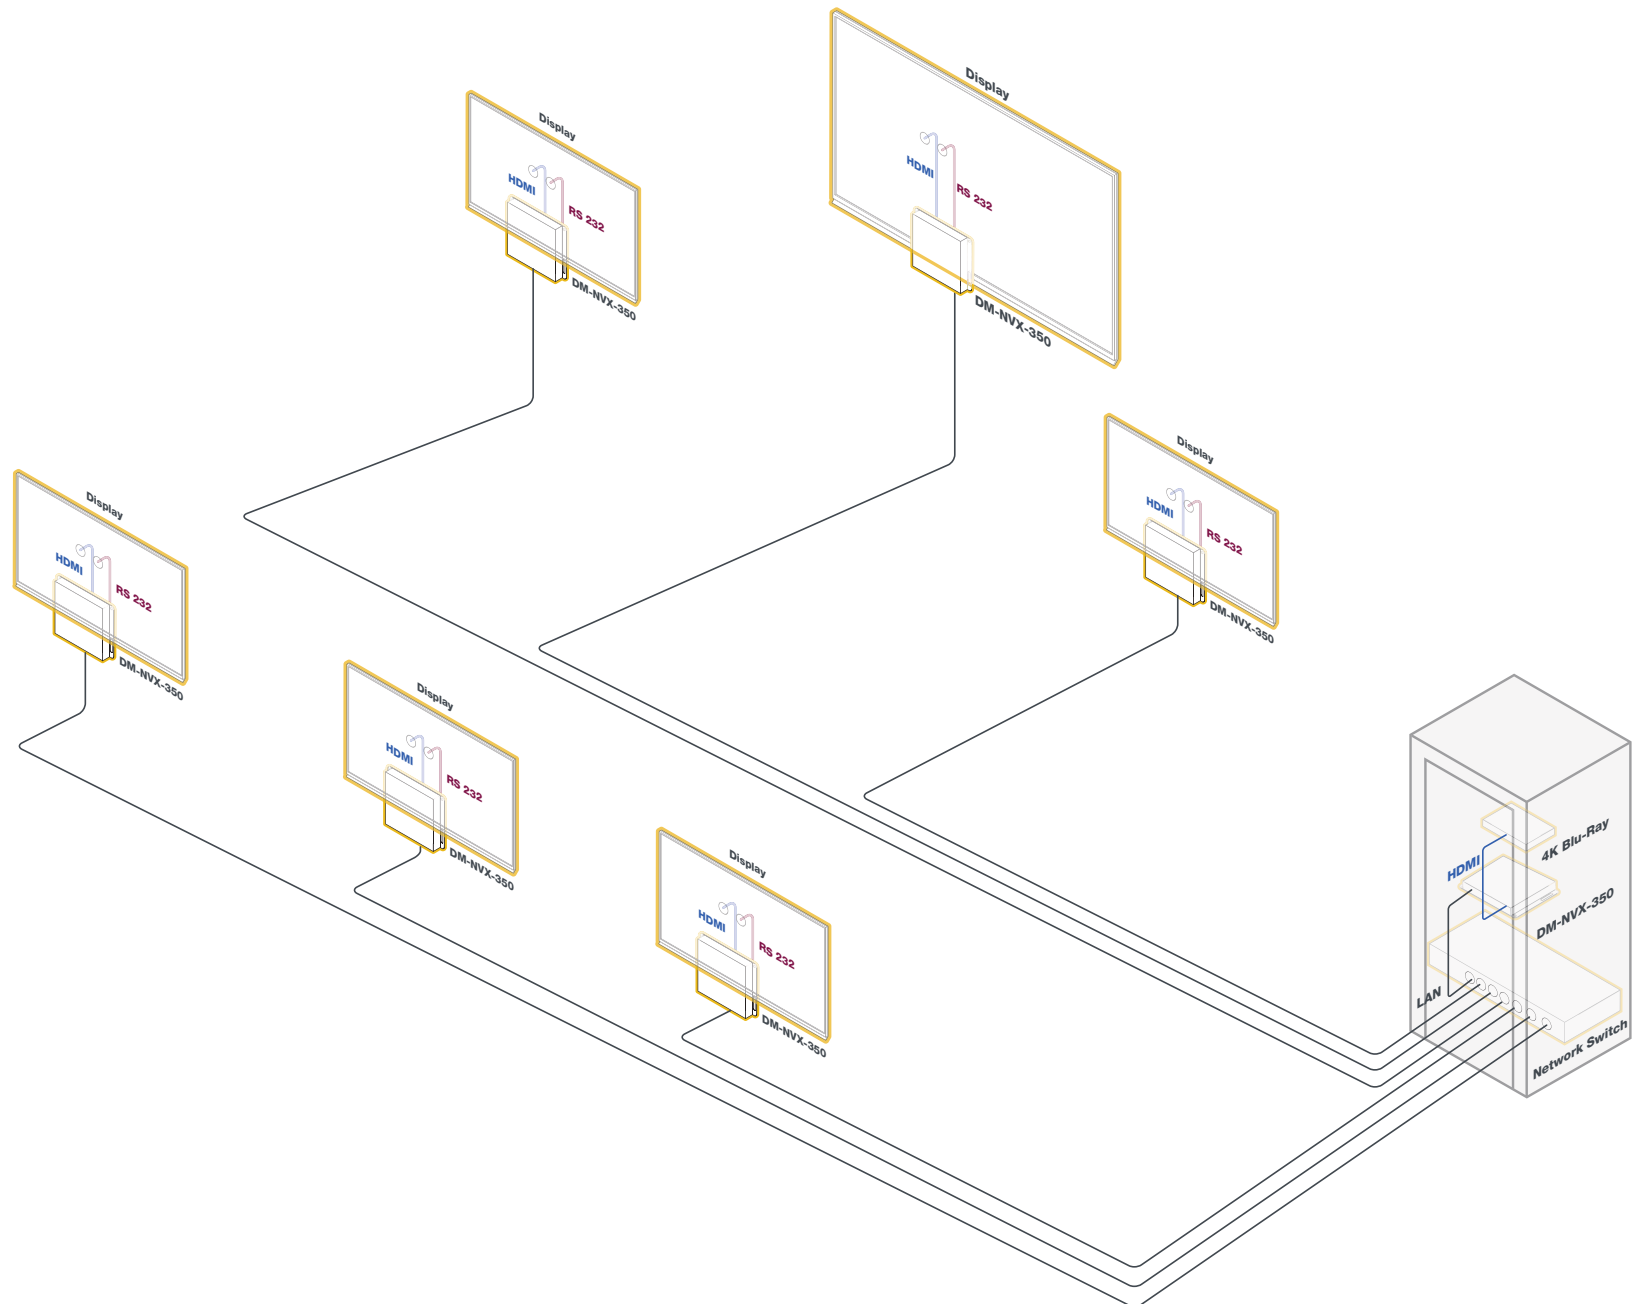 Display
HDMI
RS 232
DM-NVX-350
Display
HDMI
RS 232
DM-NVX-350
Display
HDMI
RS 232
DM-NVX-350
Display
HDMI
RS 232
DM-NVX-350
Display
HDMI
RS 232
DM-NVX-350
Display
HDMI
RS 232
DM-NVX-350
4K Blu-Ray
HDMI
DM-NVX-350
LAN
Network Switch